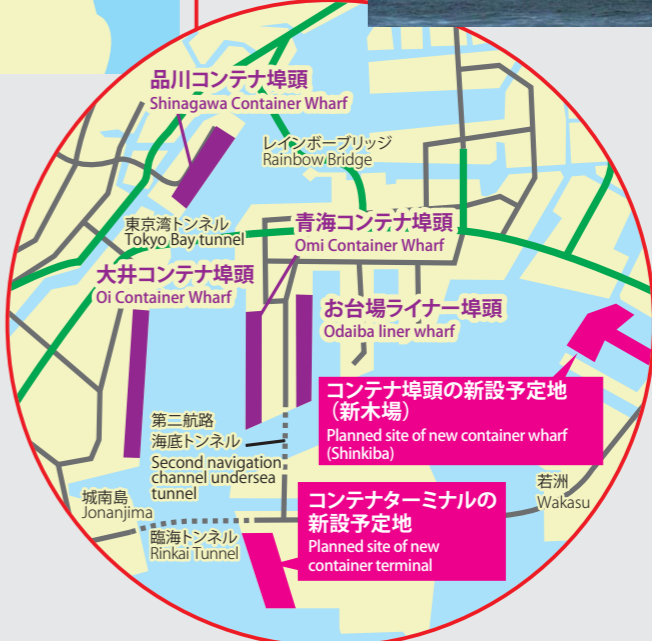 品川コンテナ埠頭
Shinagawa Container Wharf
レインボーブリッジ
Rainbow Bridge
東京湾トンネル
Tokyo Bay tunnel
青海コンテナ埠頭
Omi Container Wharf
大井コンテナ埠頭
Oi Container Wharf
お台場ライナー埠頭
Odaiba liner wharf
コンテナ埠頭の新設予定地
（新木場）
Planned site of new container wharf
(Shinkiba)
第二航路
海底トンネル
Second navigation
channel undersea
tunnel
城南島
Jonanjima
臨海トンネル
Rinkai Tunnel
コンテナターミナルの
新設予定地
Planned site of new
container terminal
若洲
Wakasu